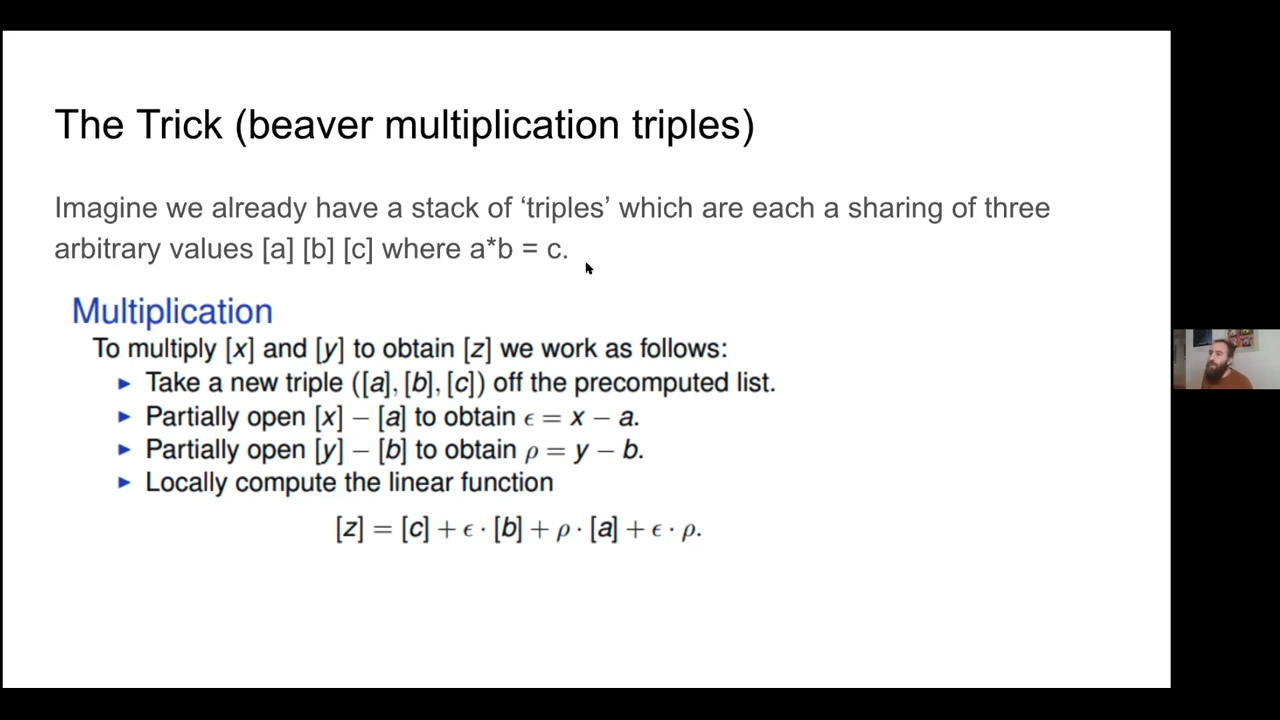 The Trick (beaver multiplication triples)
Imagine we already have a stack of ‘triples’ which are each a sharing of three
arbitrary values [a] [b] [c] where a*b = c.
Multiplication
To multiply [x] and [y] to obtain [z] we work as follows:
▶ Take a new triple ([a], [b], [c]) off the precomputed list.
▶ Partially open [x] − [a] to obtain ϵ = x − a.
▶ Partially open [y] − [b] to obtain ρ = y − b.
▶ Locally compute the linear function
[z] = [c] + ϵ · [b] + ρ · [a] + ϵ · ρ.